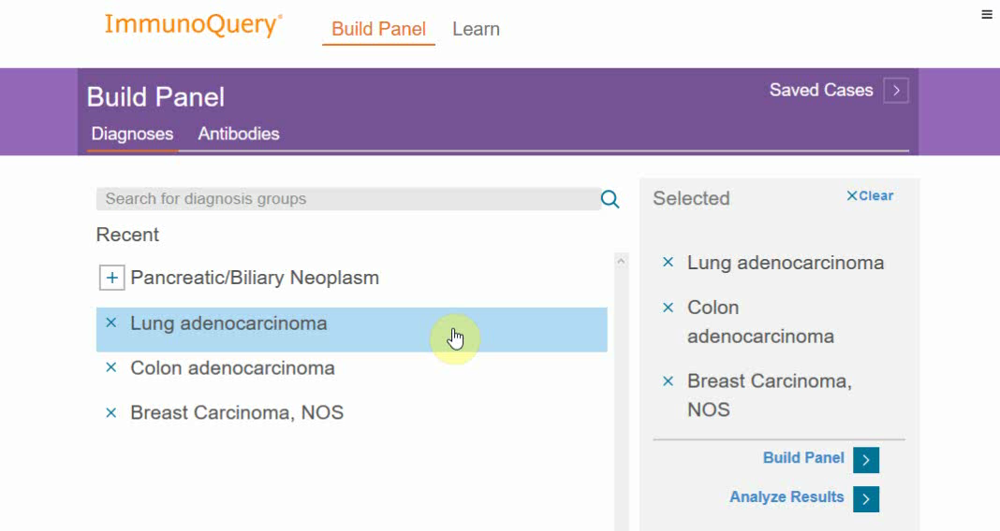 ImmunoQuery®
Build Panel
Learn
Build Panel
Saved Cases
Diagnoses
Antibodies
Search for diagnosis groups
Recent
Pancreatic/Biliary Neoplasm
Lung adenocarcinoma
Colon adenocarcinoma
Breast Carcinoma, NOS
Selected
Clear
Lung adenocarcinoma
Colon
adenocarcinoma
Breast Carcinoma,
NOS
Build Panel
Analyze Results